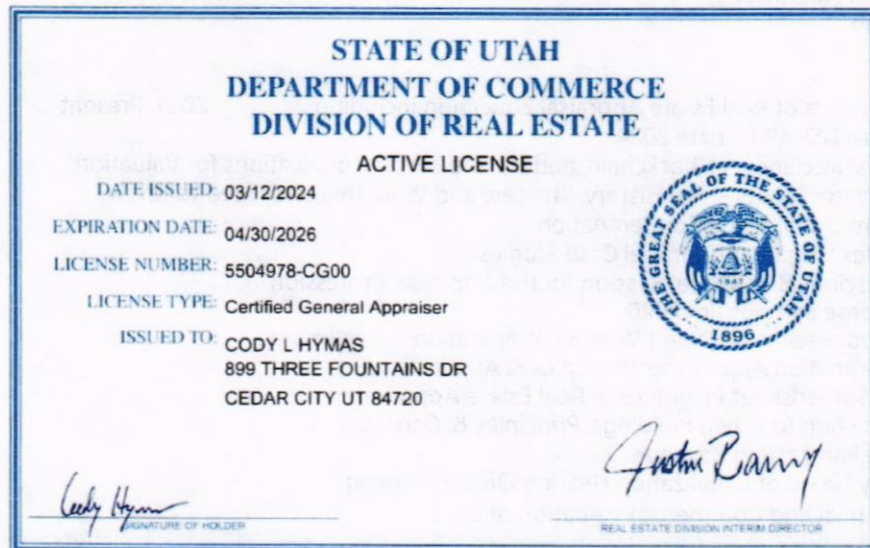 STATE OF UTAH
DEPARTMENT OF COMMERCE
DIVISION OF REAL ESTATE
ACTIVE LICENSE
DATE ISSUED: 03/12/2024
EXPIRATION DATE: 04/30/2026
LICENSE NUMBER: 5504978-CG00
LICENSE TYPE: Certified General Appraiser
ISSUED TO: CODY L HYMAS
899 THREE FOUNTAINS DR
CEDAR CITY UT 84720
THE GREAT SEAL OF THE STATE OF UTAH
1896
SIGNATURE OF HOLDER
REAL ESTATE DIVISION INTERIM DIRECTOR